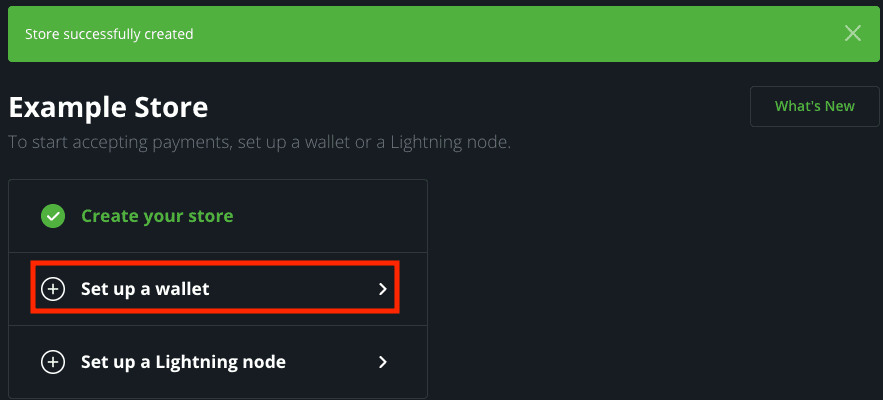 Store successfully created
Example Store
What's New
To start accepting payments, set up a wallet or a Lightning node.
Create your store
Set up a wallet
Set up a Lightning node